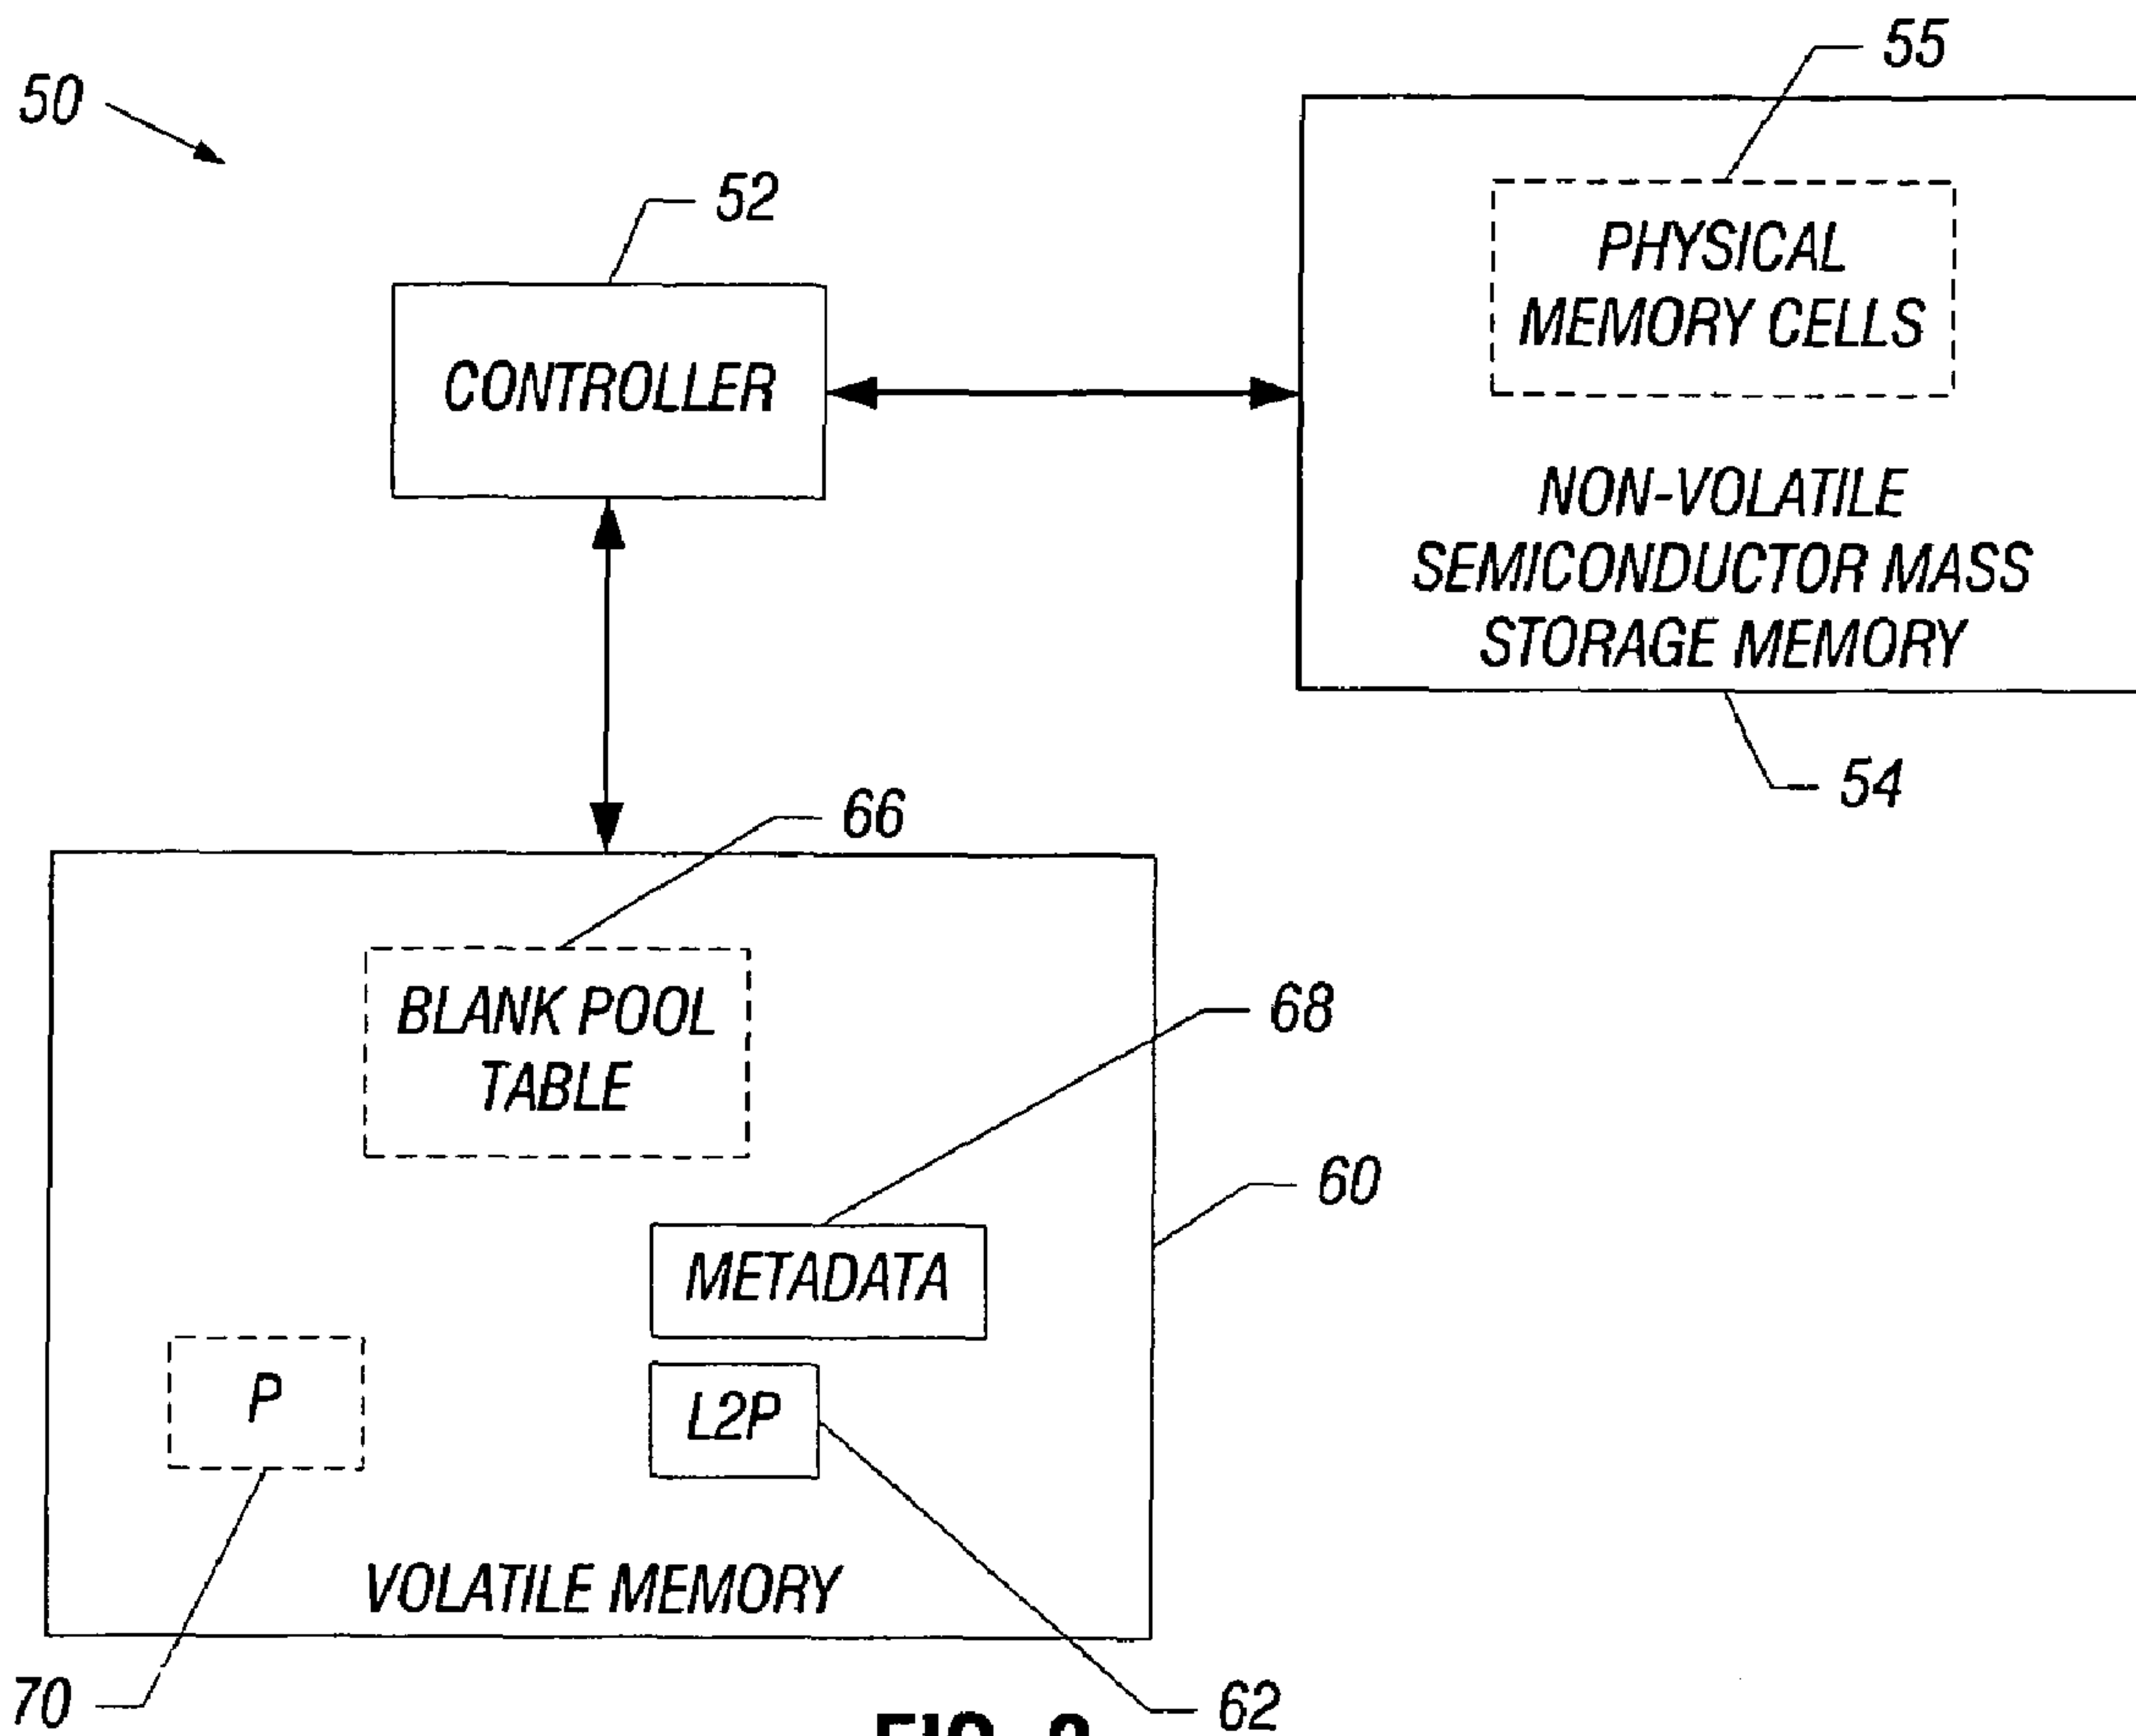 50
55
52
PHYSICAL
MEMORY CELLS
CONTROLLER
NON-VOLATILE
SEMICONDUCTOR MASS
STORAGE MEMORY
54
66
BLANK POOL
TABLE
68
60
METADATA
P
L2P
VOLATILE MEMORY
70
62